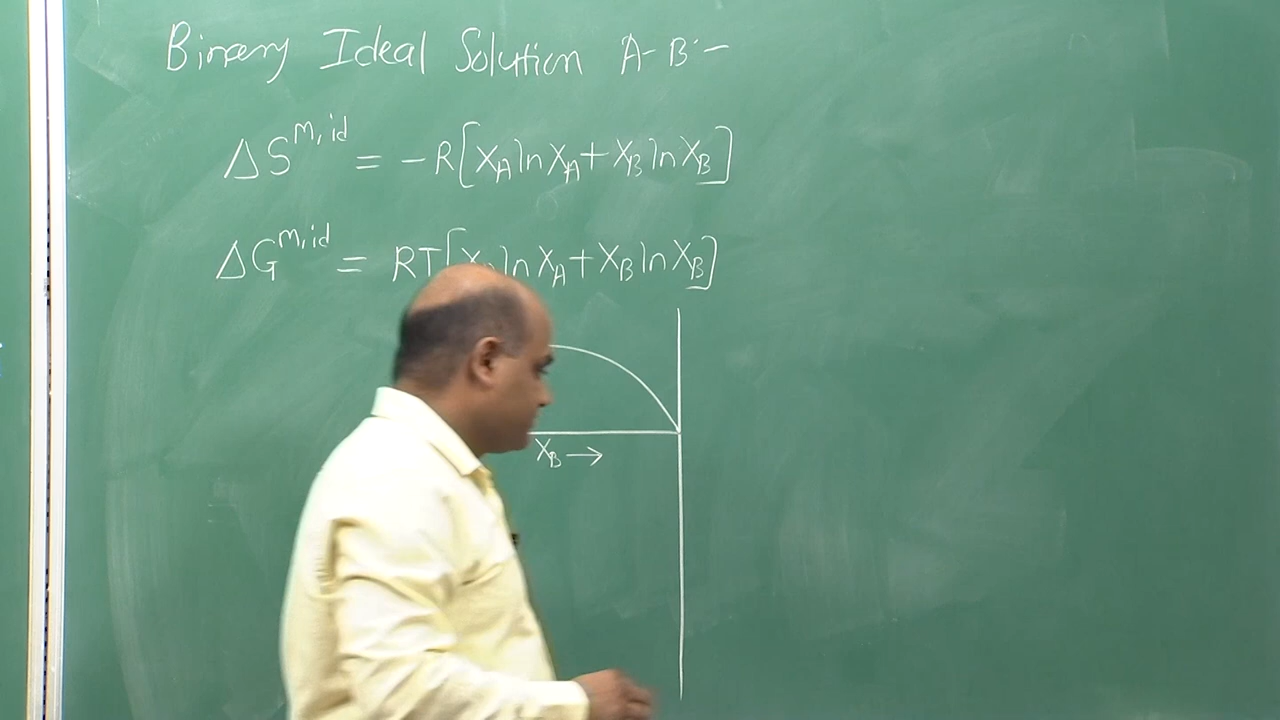 Binary Ideal Solution A-B:-
ΔS^{M,id} = -R[X_A ln X_A + X_B ln X_B]
ΔG^{M,id} = RT[ ln X_A + X_B ln X_B]
X_B →